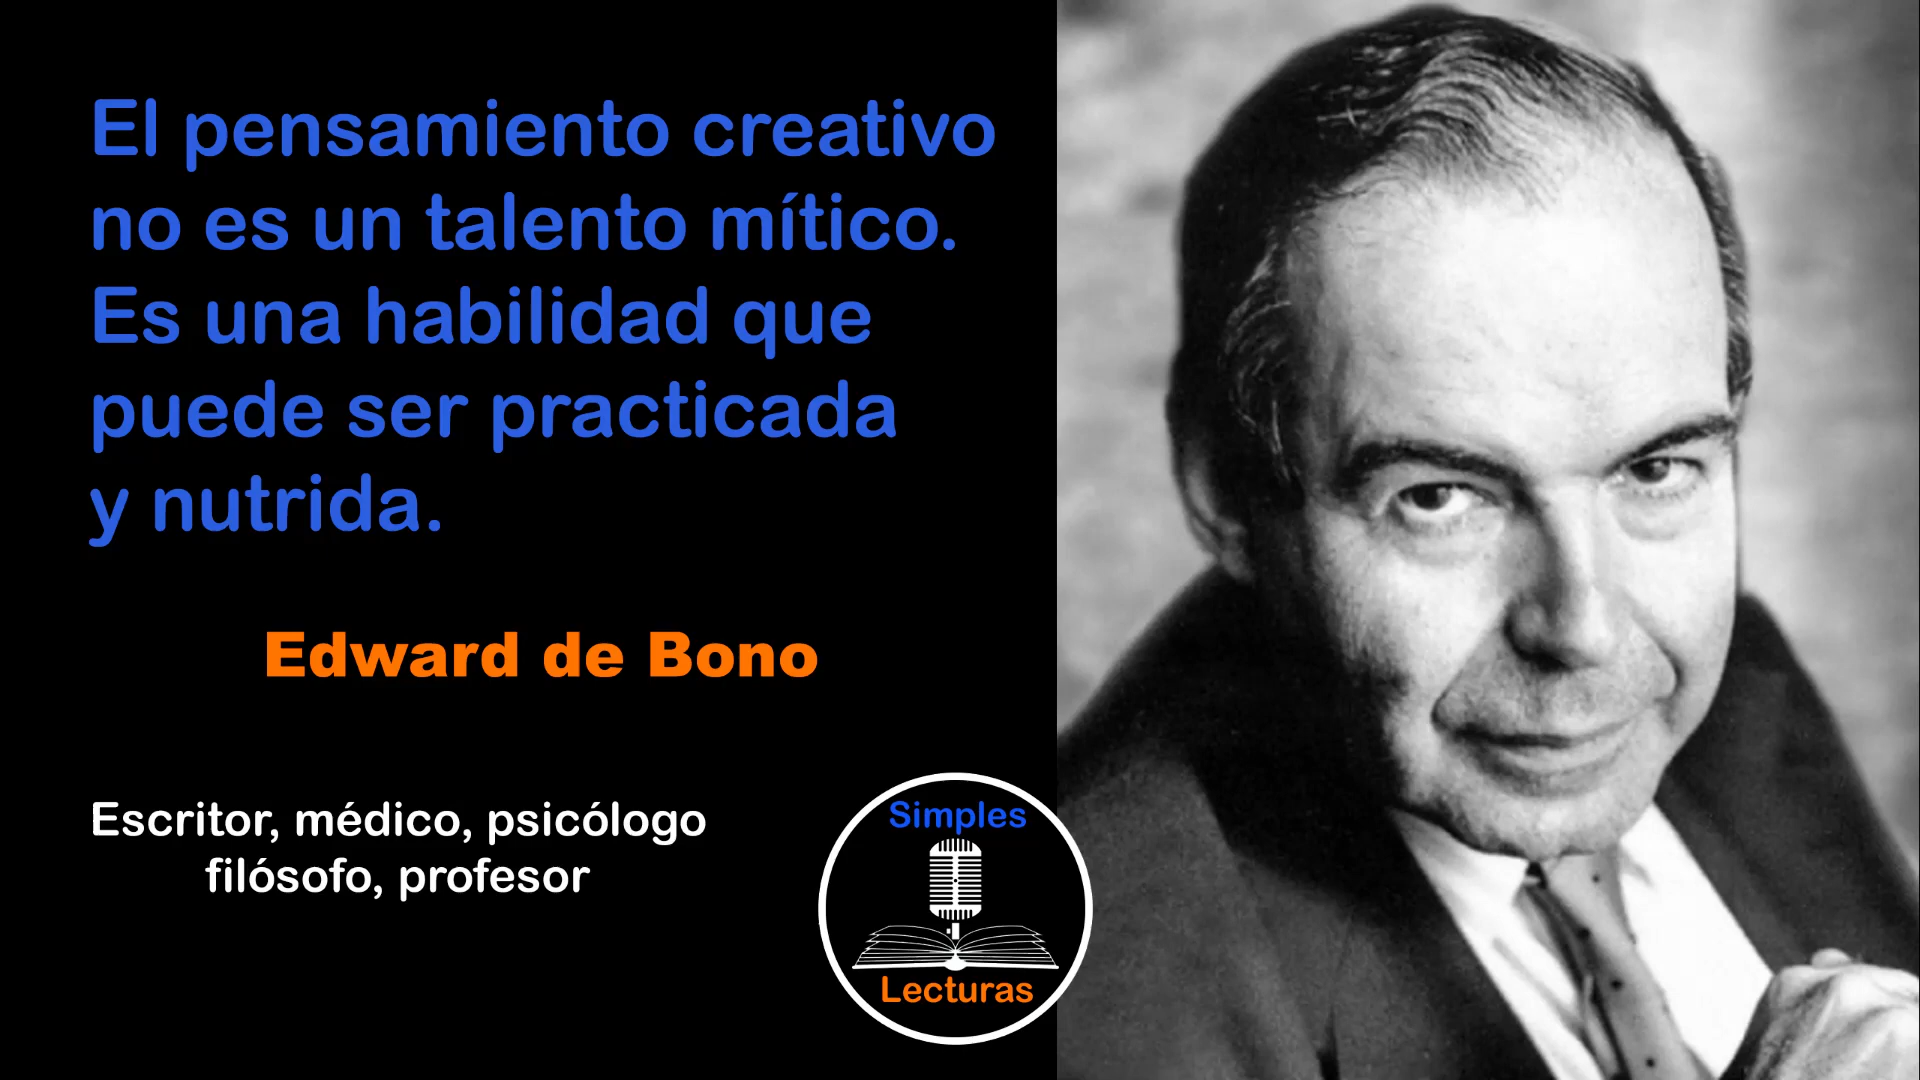 El pensamiento creativo
no es un talento mítico.
Es una habilidad que
puede ser practicada
y nutrida.
Edward de Bono
Escritor, médico, psicólogo
filósofo, profesor
Simples
Lecturas